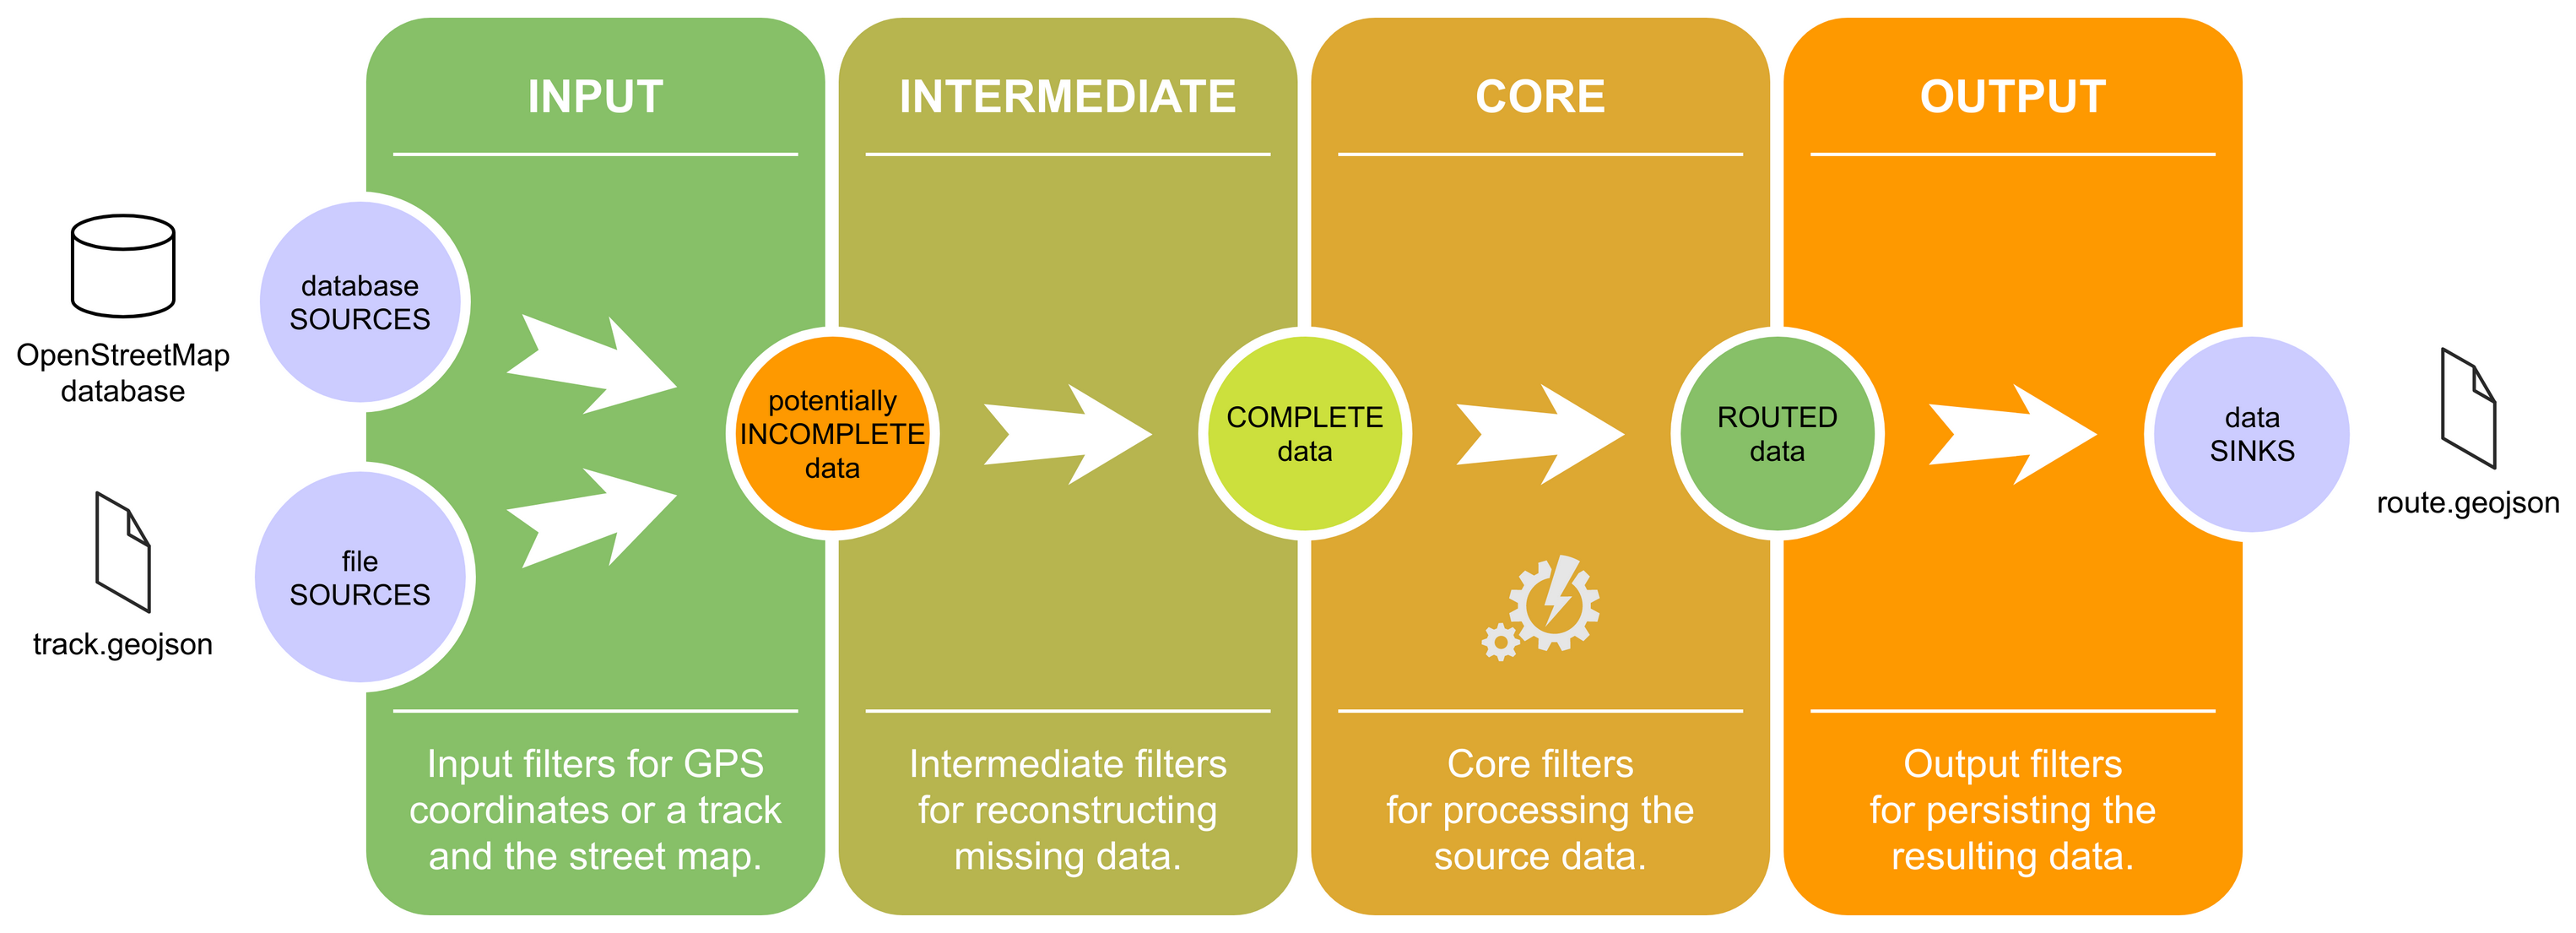 INPUT
INTERMEDIATE
CORE
OUTPUT
OpenStreetMap
database
database
SOURCES
track.geojson
file
SOURCES
potentially
INCOMPLETE
data
COMPLETE
data
ROUTED
data
data
SINKS
route.geojson
Input filters for GPS
coordinates or a track
and the street map.
Intermediate filters
for reconstructing
missing data.
Core filters
for processing the
source data.
Output filters
for persisting the
resulting data.